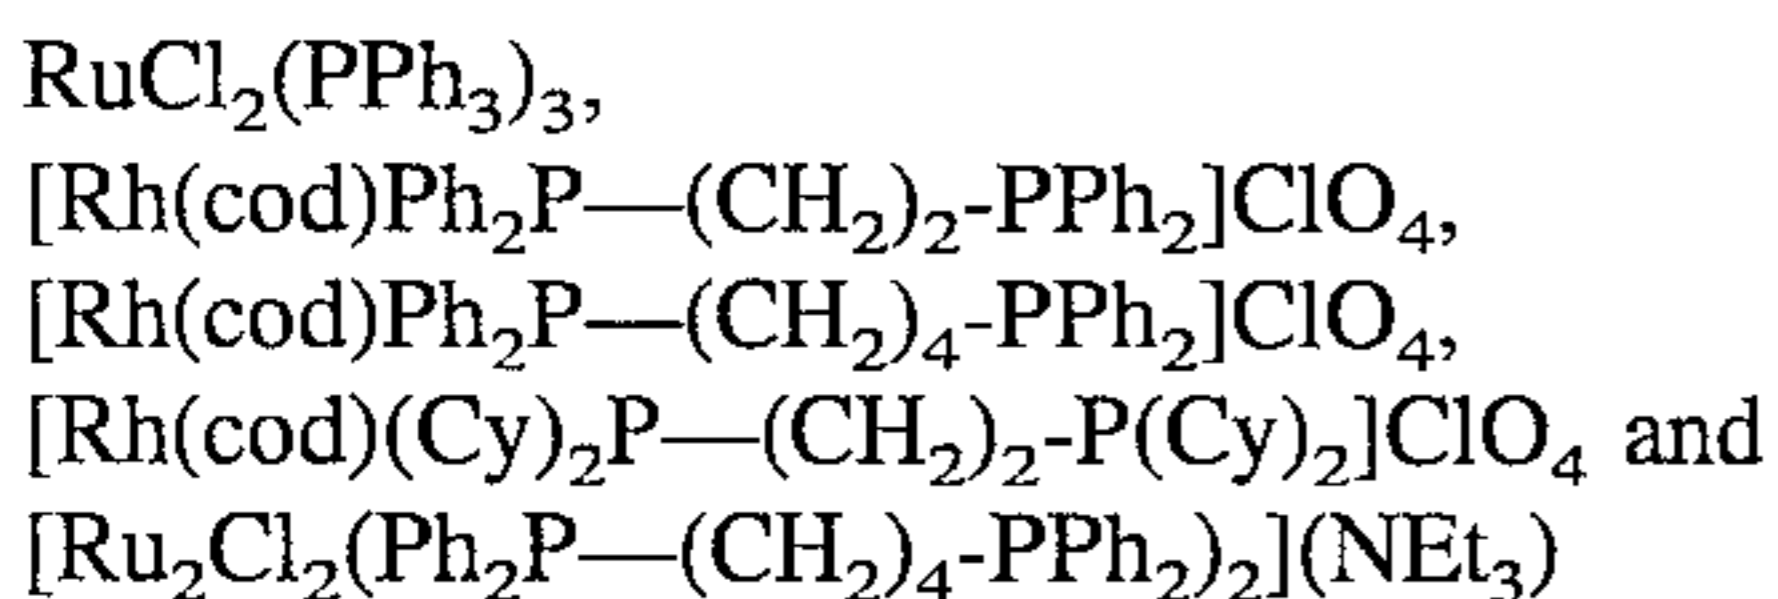 RuCl₂(PPh₃)₃,
[Rh(cod)Ph₂P—(CH₂)₂-PPh₂]ClO₄,
[Rh(cod)Ph₂P—(CH₂)₄-PPh₂]ClO₄,
[Rh(cod)(Cy)₂P—(CH₂)₂-P(Cy)₂]ClO₄ and
[Ru₂Cl₂(Ph₂P—(CH₂)₄-PPh₂)₂](NEt₃)